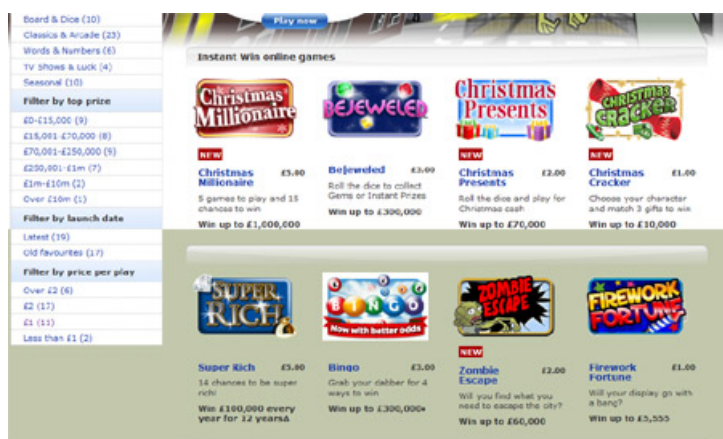 Board & Dice (10)
Classics & Arcade (23)
Words & Numbers (6)
TV Shows & Luck (4)
Seasonal (10)
Filter by top prize
£0-£15,000 (9)
£15,001-£70,000 (8)
£70,001-£250,000 (9)
£250,001-£1m (7)
£1m-£10m (2)
Over £10m (1)
Filter by launch date
Latest (19)
Old favourites (17)
Filter by price per play
Over £2 (6)
£2 (17)
£1 (11)
Less than £1 (2)
Play now
Instant Win online games
Christmas
Millionaire
NEW
Christmas £5.00
Millionaire
5 games to play and 15
chances to win
Win up to £1,000,000
BEJEWELED
Bejeweled £3.00
Roll the dice to collect
Gems or Instant Prizes
Win up to £300,000
Christmas
Presents
NEW
Christmas £2.00
Presents
Roll the dice and play for
Christmas cash
Win up to £70,000
CHRISTMAS
CRACKER
NEW
Christmas £1.00
Cracker
Choose your character
and match 3 gifts to win
Win up to £10,000
SUPER
RICH
Super Rich £5.00
14 chances to be super
rich!
Win £100,000 every
year for 12 yearsΔ
BINGO
Now with better odds
Bingo £3.00
Grab your dabber for 4
ways to win
Win up to £300,000•
ZOMBIE
ESCAPE
NEW
Zombie £2.00
Escape
Will you find what you
need to escape the city?
Win up to £60,000
FIREWORK
FORTUNE
Firework £1.00
Fortune
Will your display go with
a bang?
Win up to £5,555